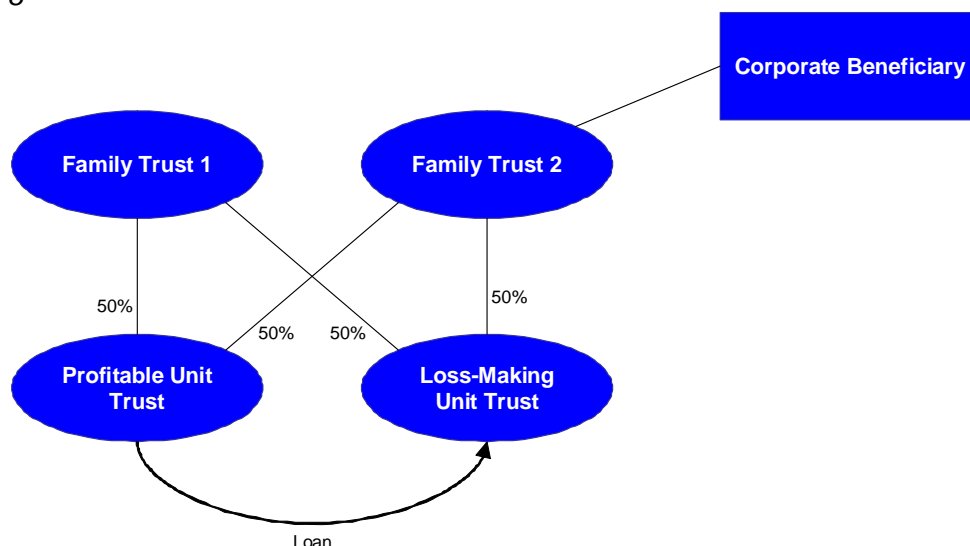 Corporate Beneficiary
Family Trust 1
Family Trust 2
50%
50%
50%
50%
Profitable Unit
Trust
Loss-Making
Unit Trust
Loan